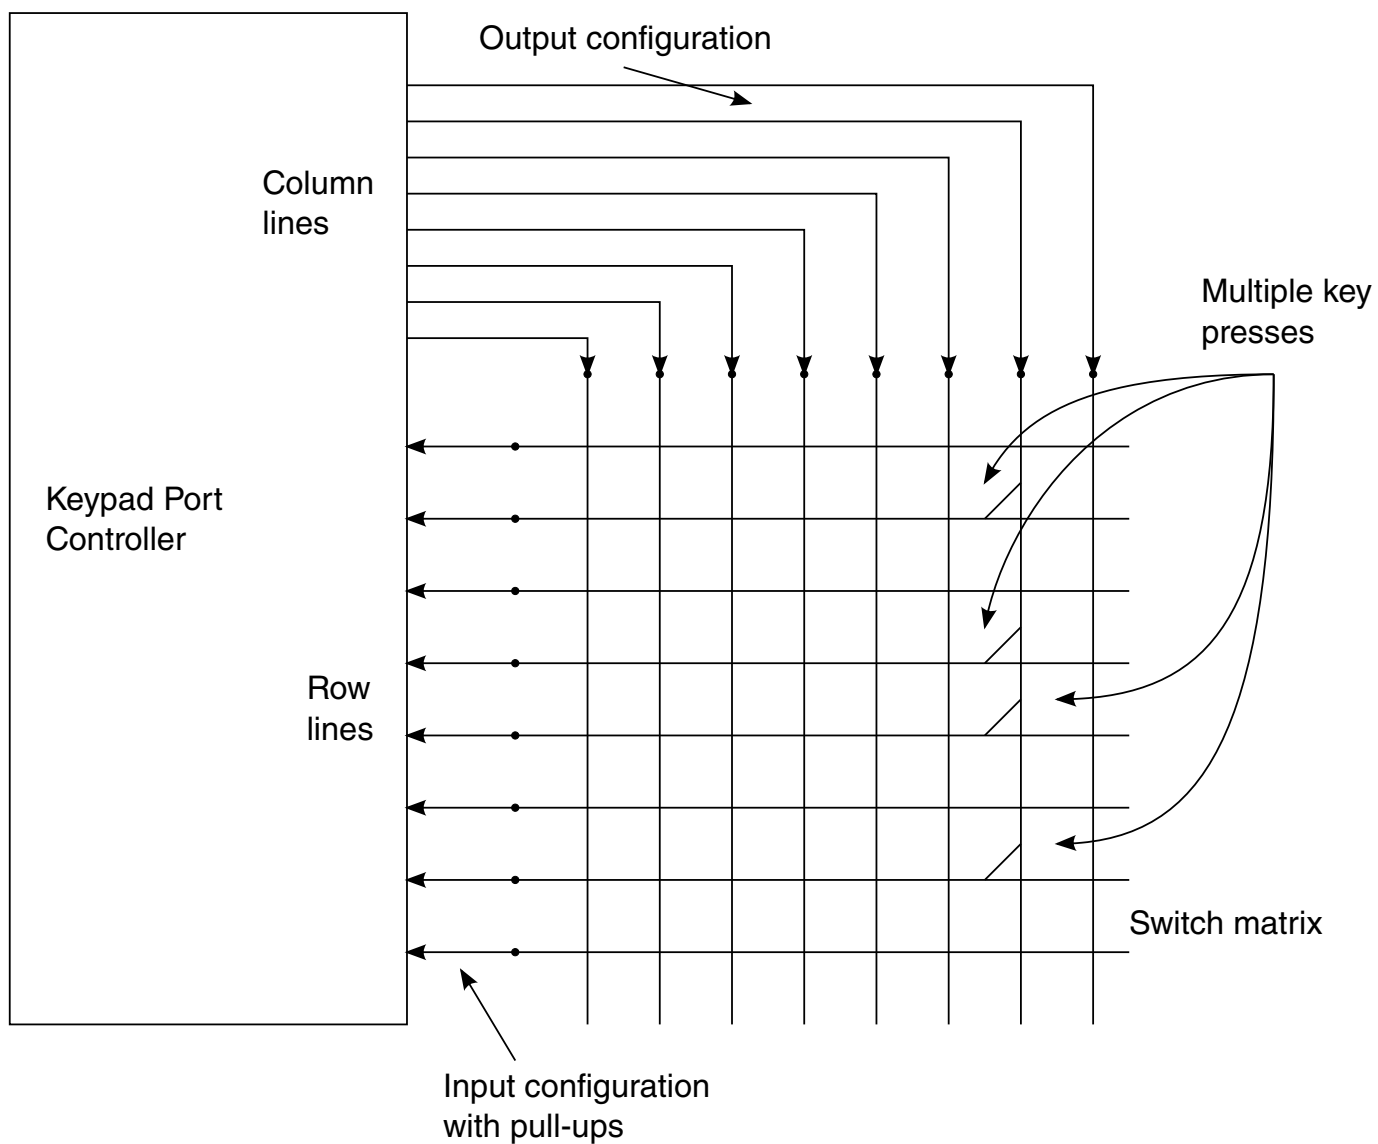 Output configuration
Column
lines
Multiple key
presses
Keypad Port
Controller
Row
lines
Switch matrix
Input configuration
with pull-ups